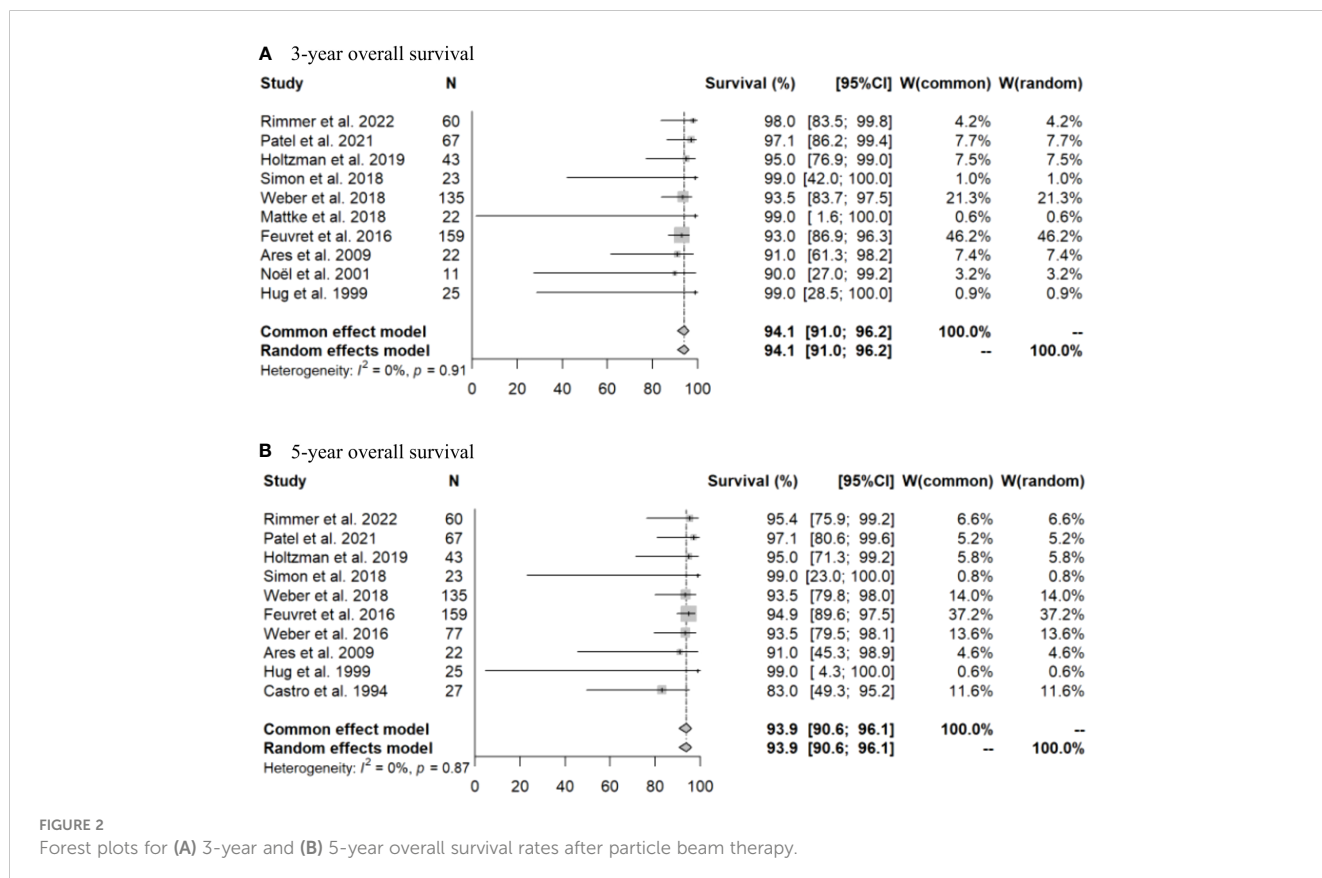 A 3-year overall survival
Study N Survival (%) [95%CI] W(common) W(random)
Rimmer et al. 2022 60 98.0 [83.5; 99.8] 4.2% 4.2%
Patel et al. 2021 67 97.1 [86.2; 99.4] 7.7% 7.7%
Holtzman et al. 2019 43 95.0 [76.9; 99.0] 7.5% 7.5%
Simon et al. 2018 23 99.0 [42.0; 100.0] 1.0% 1.0%
Weber et al. 2018 135 93.5 [83.7; 97.5] 21.3% 21.3%
Mattke et al. 2018 22 99.0 [ 1.6; 100.0] 0.6% 0.6%
Feuvret et al. 2016 159 93.0 [86.9; 96.3] 46.2% 46.2%
Ares et al. 2009 22 91.0 [61.3; 98.2] 7.4% 7.4%
Noël et al. 2001 11 90.0 [27.0; 99.2] 3.2% 3.2%
Hug et al. 1999 25 99.0 [28.5; 100.0] 0.9% 0.9%
Common effect model 94.1 [91.0; 96.2] 100.0% --
Random effects model 94.1 [91.0; 96.2] -- 100.0%
Heterogeneity: I² = 0%, p = 0.91
0 20 40 60 80 100
B 5-year overall survival
Study N Survival (%) [95%CI] W(common) W(random)
Rimmer et al. 2022 60 95.4 [75.9; 99.2] 6.6% 6.6%
Patel et al. 2021 67 97.1 [80.6; 99.6] 5.2% 5.2%
Holtzman et al. 2019 43 95.0 [71.3; 99.2] 5.8% 5.8%
Simon et al. 2018 23 99.0 [23.0; 100.0] 0.8% 0.8%
Weber et al. 2018 135 93.5 [79.8; 98.0] 14.0% 14.0%
Feuvret et al. 2016 159 94.9 [89.6; 97.5] 37.2% 37.2%
Weber et al. 2016 77 93.5 [79.5; 98.1] 13.6% 13.6%
Ares et al. 2009 22 91.0 [45.3; 98.9] 4.6% 4.6%
Hug et al. 1999 25 99.0 [ 4.3; 100.0] 0.6% 0.6%
Castro et al. 1994 27 83.0 [49.3; 95.2] 11.6% 11.6%
Common effect model 93.9 [90.6; 96.1] 100.0% --
Random effects model 93.9 [90.6; 96.1] -- 100.0%
Heterogeneity: I² = 0%, p = 0.87
0 20 40 60 80 100
FIGURE 2
Forest plots for (A) 3-year and (B) 5-year overall survival rates after particle beam therapy.